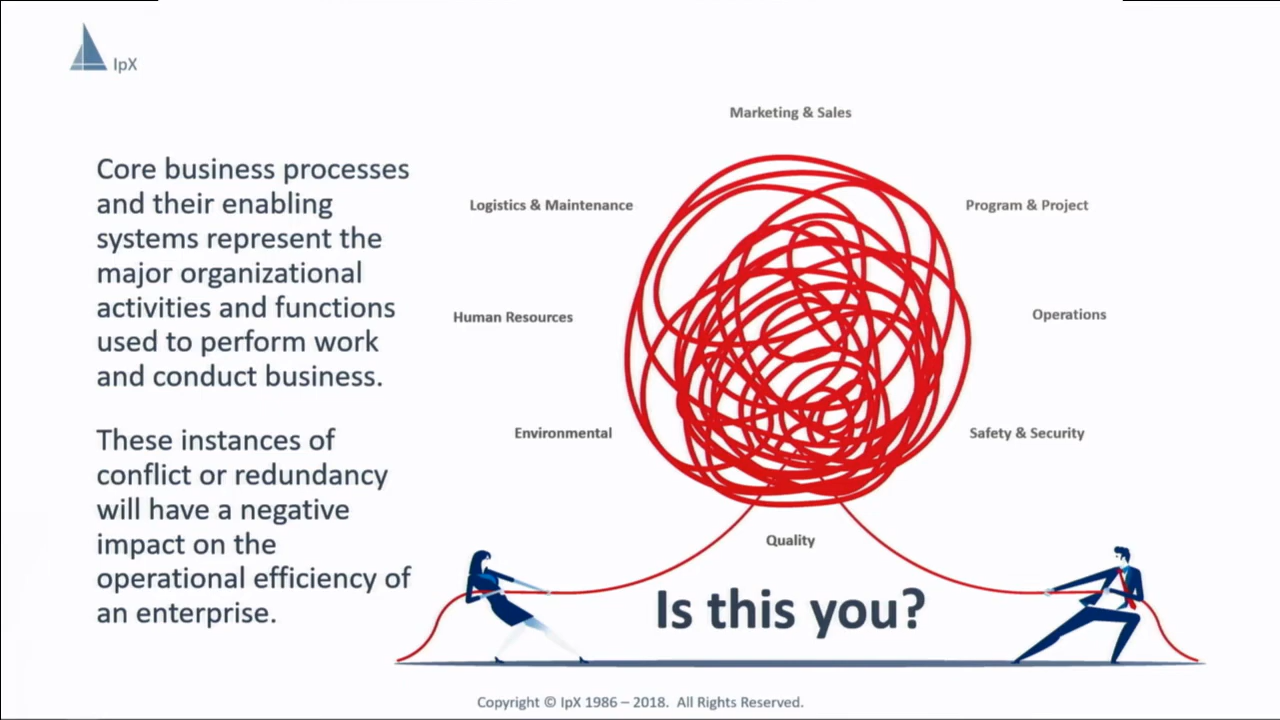 IpX
Core business processes
and their enabling
systems represent the
major organizational
activities and functions
used to perform work
and conduct business.
These instances of
conflict or redundancy
will have a negative
impact on the
operational efficiency of
an enterprise.
Marketing & Sales
Logistics & Maintenance
Program & Project
Human Resources
Operations
Environmental
Safety & Security
Quality
Is this you?
Copyright © IpX 1986 – 2018. All Rights Reserved.